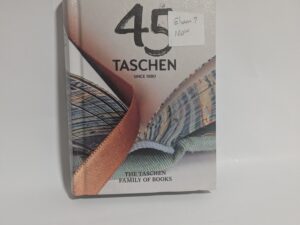 45
TASCHEN
SINCE 1980
THE TASCHEN
FAMILY OF BOOKS